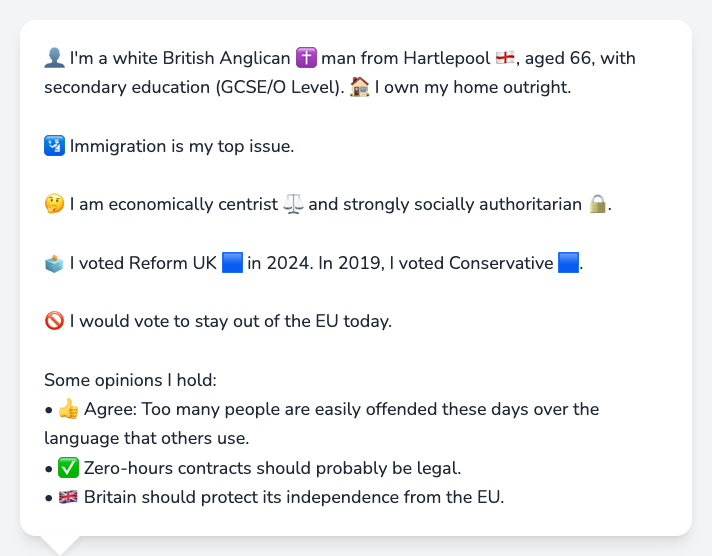 👤 I'm a white British Anglican ✝️ man from Hartlepool 🏴󠁧󠁢󠁥󠁮󠁧󠁿, aged 66, with
secondary education (GCSE/O Level). 🏠 I own my home outright.
🛂 Immigration is my top issue.
🤔 I am economically centrist ⚖️ and strongly socially authoritarian 🔒.
🗳️ I voted Reform UK 🟦 in 2024. In 2019, I voted Conservative 🟦.
🚫 I would vote to stay out of the EU today.
Some opinions I hold:
• 👍 Agree: Too many people are easily offended these days over the
language that others use.
• ✅ Zero-hours contracts should probably be legal.
• 🇬🇧 Britain should protect its independence from the EU.